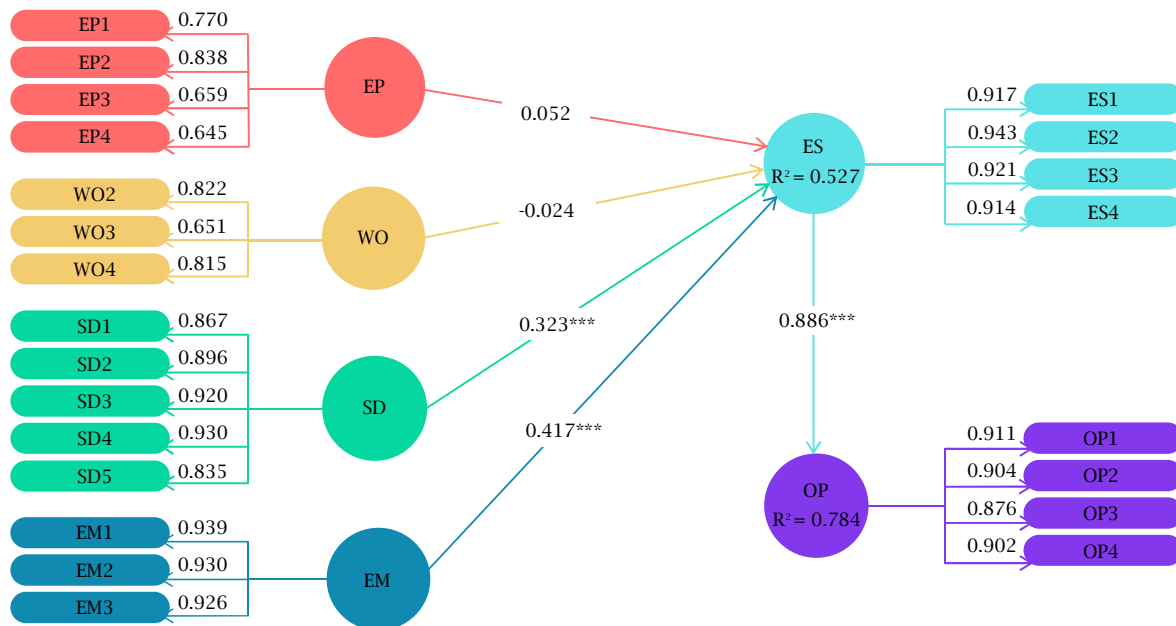 EP1 0.770
EP2 0.838
EP3 0.659
EP4 0.645
EP
0.052
WO2 0.822
WO3 0.651
WO4 0.815
WO
-0.024
SD1 0.867
SD2 0.896
SD3 0.920
SD4 0.930
SD5 0.835
SD
0.323***
EM1 0.939
EM2 0.930
EM3 0.926
EM
0.417***
ES
R² = 0.527
0.917 ES1
0.943 ES2
0.921 ES3
0.914 ES4
0.886***
OP
R² = 0.784
0.911 OP1
0.904 OP2
0.876 OP3
0.902 OP4